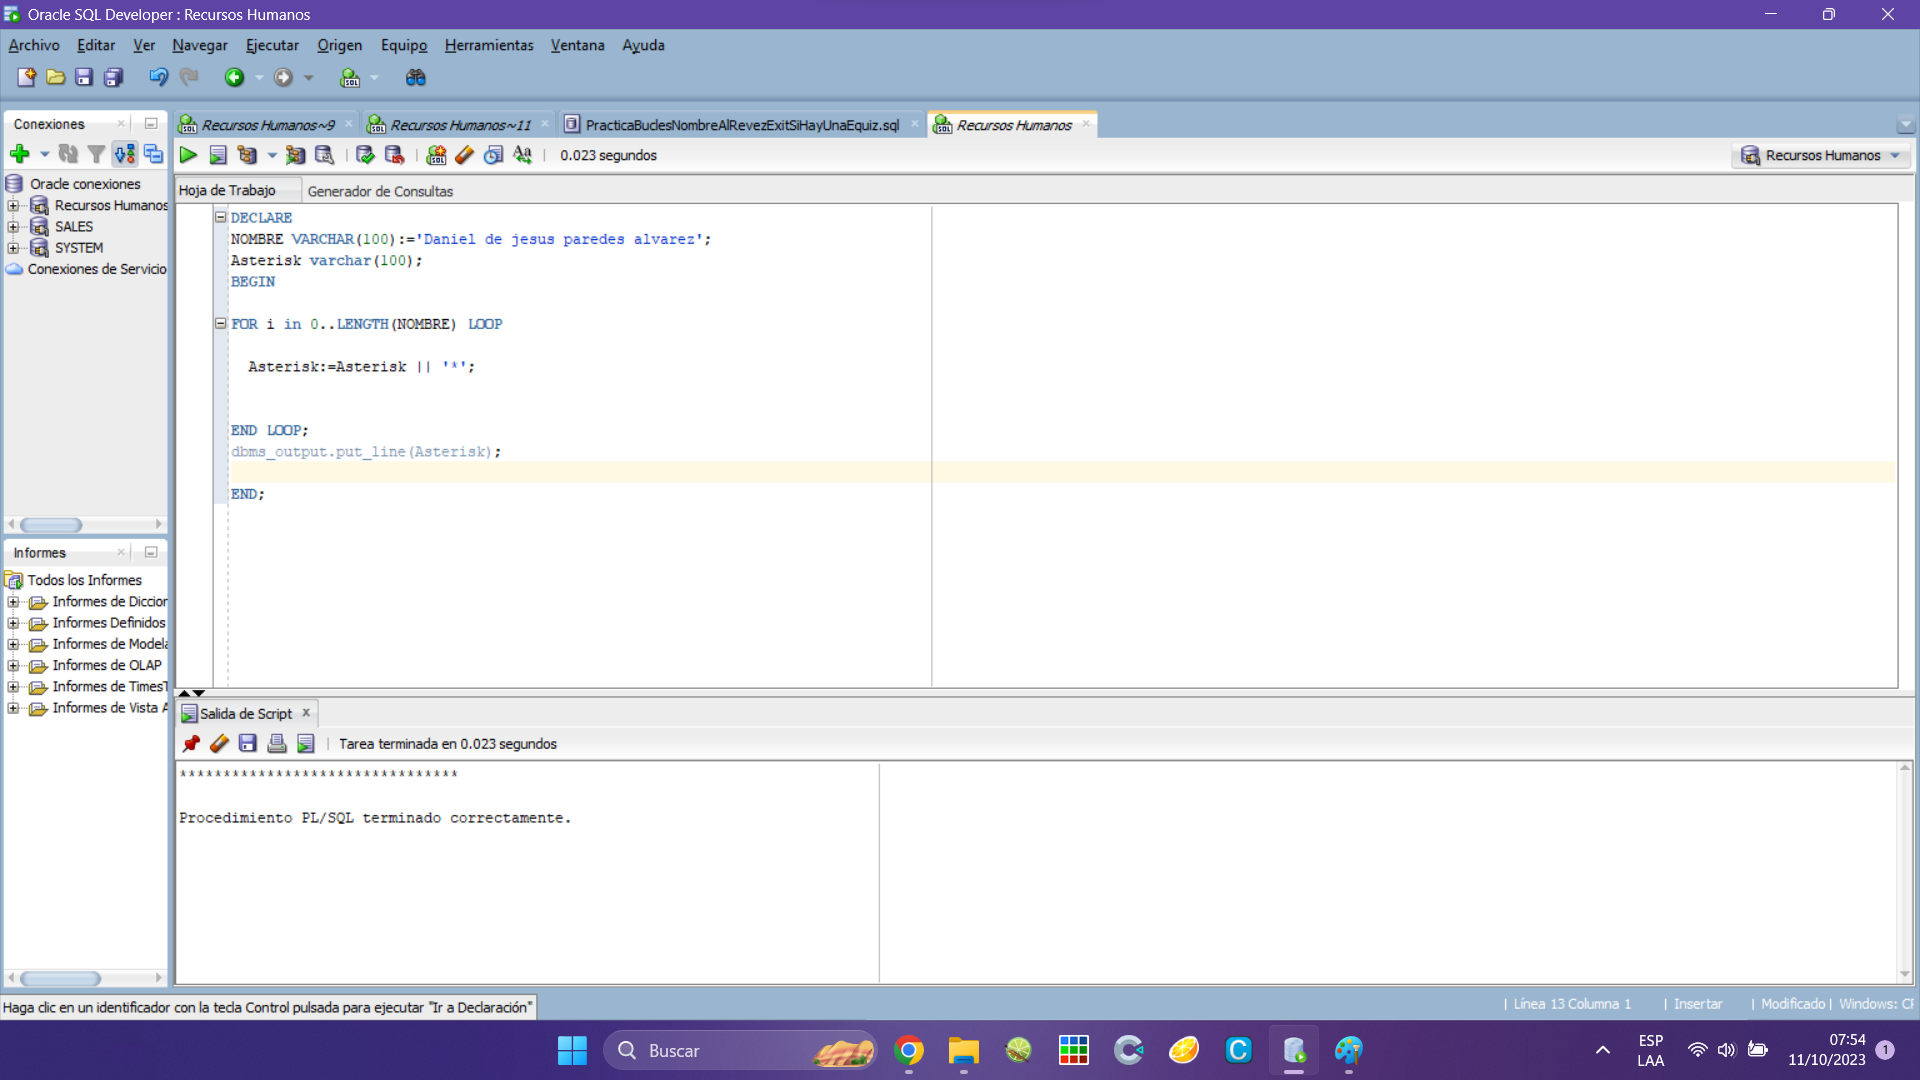 Oracle SQL Developer : Recursos Humanos
Archivo Editar Ver Navegar Ejecutar Origen Equipo Herramientas Ventana Ayuda
Conexiones
Recursos Humanos~9 Recursos Humanos~11 PracticaBuclesNombreAlRevezExitSiHayUnaEquiz.sql Recursos Humanos
0.023 segundos
Recursos Humanos
Oracle conexiones
Recursos Humanos
SALES
SYSTEM
Conexiones de Servicio
Hoja de Trabajo Generador de Consultas
DECLARE
NOMBRE VARCHAR(100):='Daniel de jesus paredes alvarez';
Asterisk varchar(100);
BEGIN
FOR i in 0..LENGTH(NOMBRE) LOOP
Asterisk:=Asterisk || '*';
END LOOP;
dbms_output.put_line(Asterisk);
END;
Informes
Todos los Informes
Informes de Diccion
Informes Definidos
Informes de Modela
Informes de OLAP
Informes de TimesT
Informes de Vista A
Salida de Script
Tarea terminada en 0.023 segundos
********************************
Procedimiento PL/SQL terminado correctamente.
Haga clic en un identificador con la tecla Control pulsada para ejecutar "Ir a Declaración"
| Línea 13 Columna 1 | Insertar | Modificado | Windows: CF
Buscar
ESP
LAA
07:54
11/10/2023
1